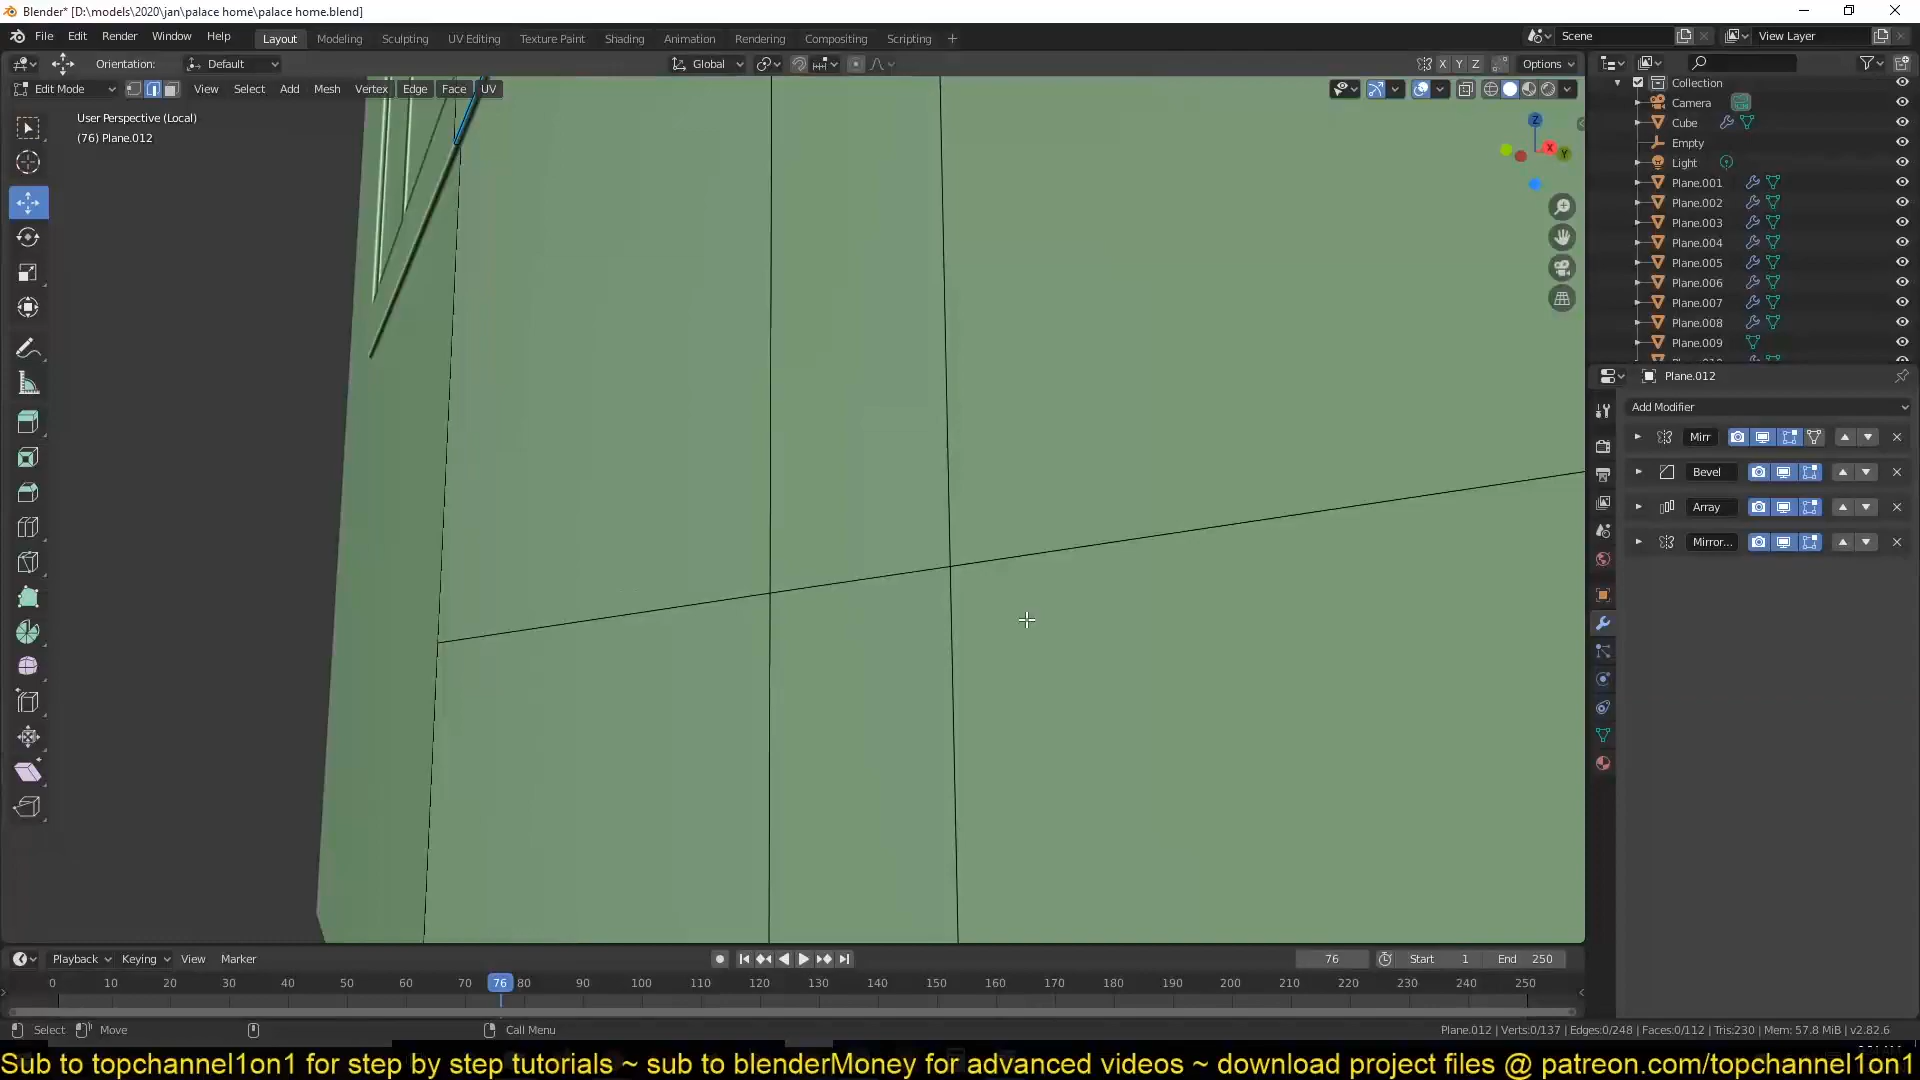 Blender* [D:\models\2020\jan\palace home\palace home.blend]
File Edit Render Window Help Layout Modeling Sculpting UV Editing Texture Paint Shading Animation Rendering Compositing Scripting Scene View Layer
Orientation: Default Global X Y Z Options
Edit Mode View Select Add Mesh Vertex Edge Face UV
User Perspective (Local)
(76) Plane.012
Z X Y
Collection
Camera
Cube
Empty
Light
Plane.001
Plane.002
Plane.003
Plane.004
Plane.005
Plane.006
Plane.007
Plane.008
Plane.009
Plane.012
Add Modifier
Mirr
Bevel
Array
Mirror...
Playback Keying View Marker 76 Start 1 End 250
0 10 20 30 40 50 60 70 76 80 90 100 110 120 130 140 150 160 170 180 190 200 210 220 230 240 250
Select Move Call Menu Plane.012 | Verts:0/137 | Edges:0/248 | Faces:0/112 | Tris:230 | Mem: 57.8 MiB | v2.82.6
Sub to topchannel1on1 for step by step tutorials ~ sub to blenderMoney for advanced videos ~ download project files @ patreon.com/topchannel1on1